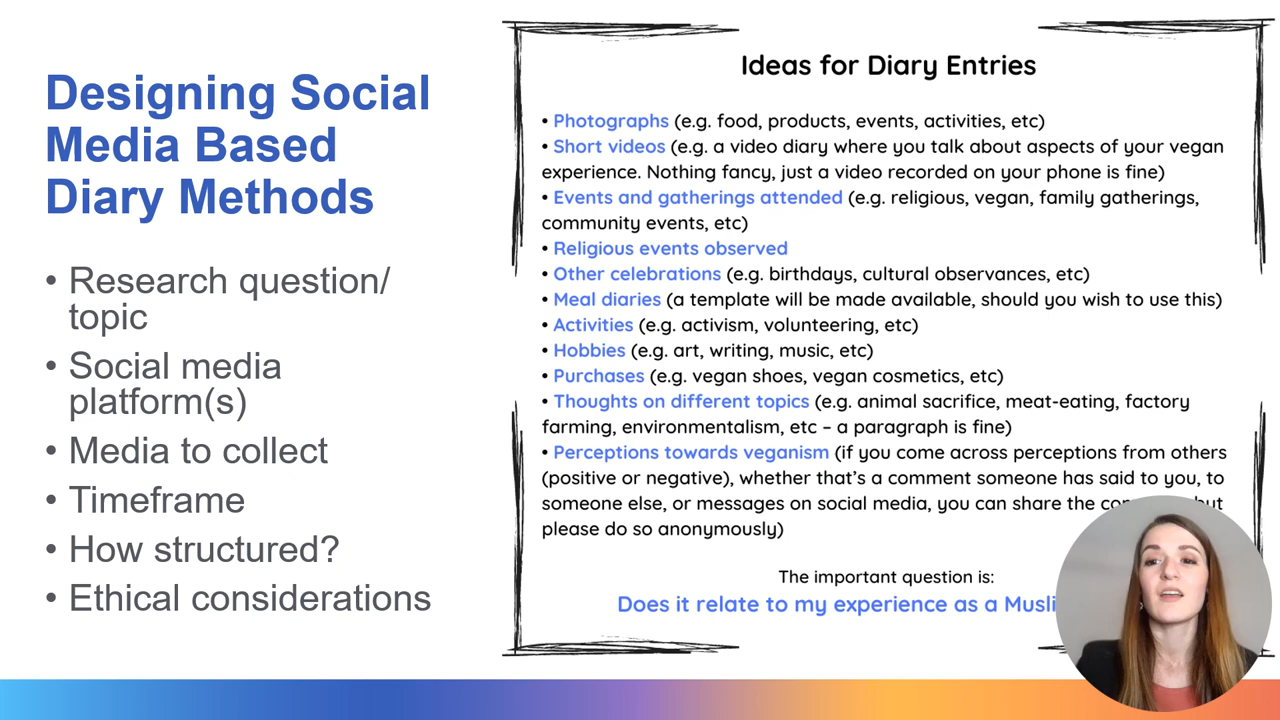 Designing Social
Media Based
Diary Methods
• Research question/
topic
• Social media
platform(s)
• Media to collect
• Timeframe
• How structured?
• Ethical considerations
Ideas for Diary Entries
• Photographs (e.g. food, products, events, activities, etc)
• Short videos (e.g. a video diary where you talk about aspects of your vegan
experience. Nothing fancy, just a video recorded on your phone is fine)
• Events and gatherings attended (e.g. religious, vegan, family gatherings,
community events, etc)
• Religious events observed
• Other celebrations (e.g. birthdays, cultural observances, etc)
• Meal diaries (a template will be made available, should you wish to use this)
• Activities (e.g. activism, volunteering, etc)
• Hobbies (e.g. art, writing, music, etc)
• Purchases (e.g. vegan shoes, vegan cosmetics, etc)
• Thoughts on different topics (e.g. animal sacrifice, meat-eating, factory
farming, environmentalism, etc – a paragraph is fine)
• Perceptions towards veganism (if you come across perceptions from others
(positive or negative), whether that's a comment someone has said to you, to
someone else, or messages on social media, you can share the but
please do so anonymously)
The important question is:
Does it relate to my experience as a